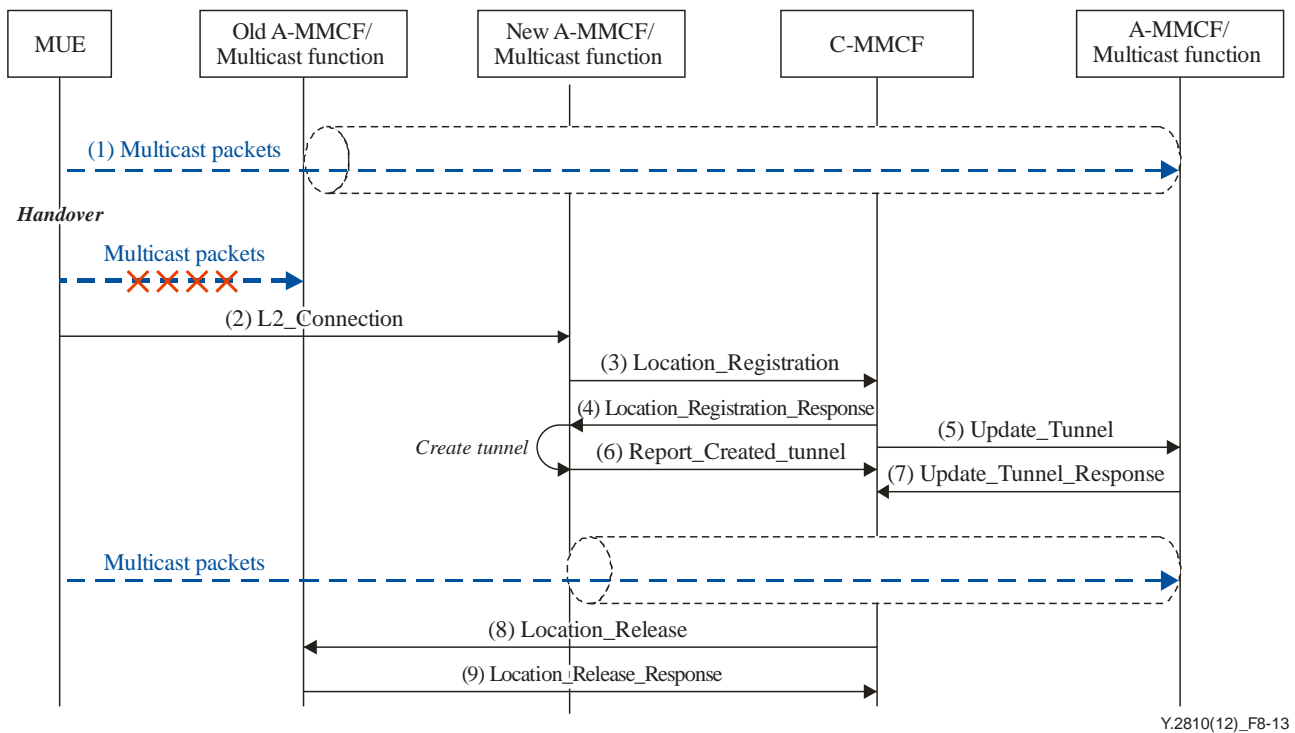 MUE
Old A-MMCF/
Multicast function
New A-MMCF/
Multicast function
C-MMCF
A-MMCF/
Multicast function
(1) Multicast packets
Handover
Multicast packets
(2) L2_Connection
(3) Location_Registration
(4) Location_Registration_Response
(5) Update_Tunnel
Create tunnel
(6) Report_Created_tunnel
(7) Update_Tunnel_Response
Multicast packets
(8) Location_Release
(9) Location_Release_Response
Y.2810(12)_F8-13